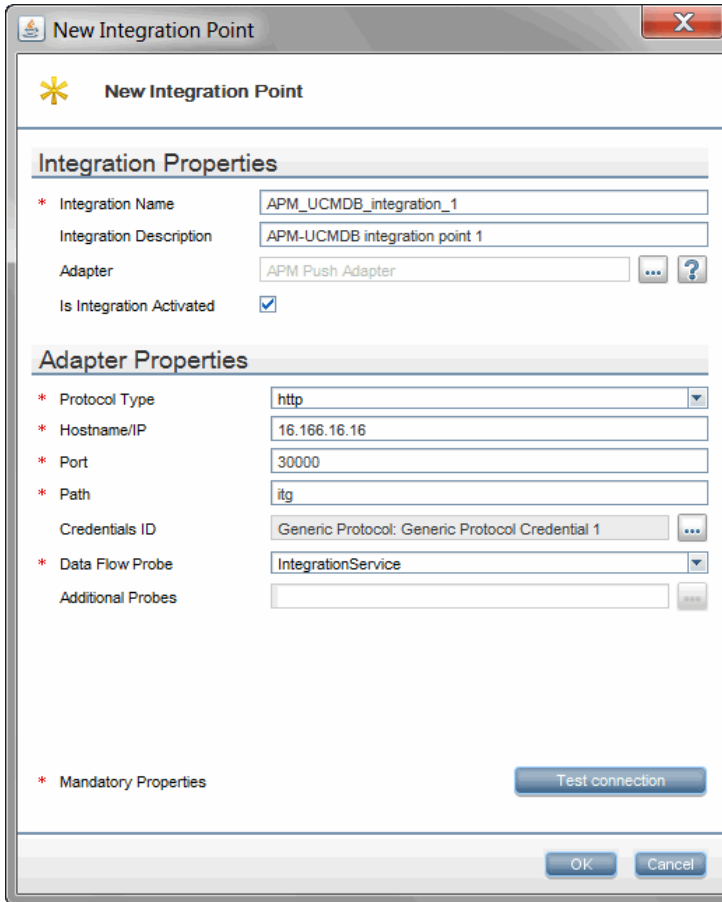 New Integration Point
X
New Integration Point
Integration Properties
* Integration Name APM_UCMDB_integration_1
Integration Description APM-UCMDB integration point 1
Adapter APM Push Adapter ... ?
Is Integration Activated
Adapter Properties
* Protocol Type http
* Hostname/IP 16.166.16.16
* Port 30000
* Path itg
Credentials ID Generic Protocol: Generic Protocol Credential 1 ...
* Data Flow Probe IntegrationService
Additional Probes ...
* Mandatory Properties Test connection
OK Cancel